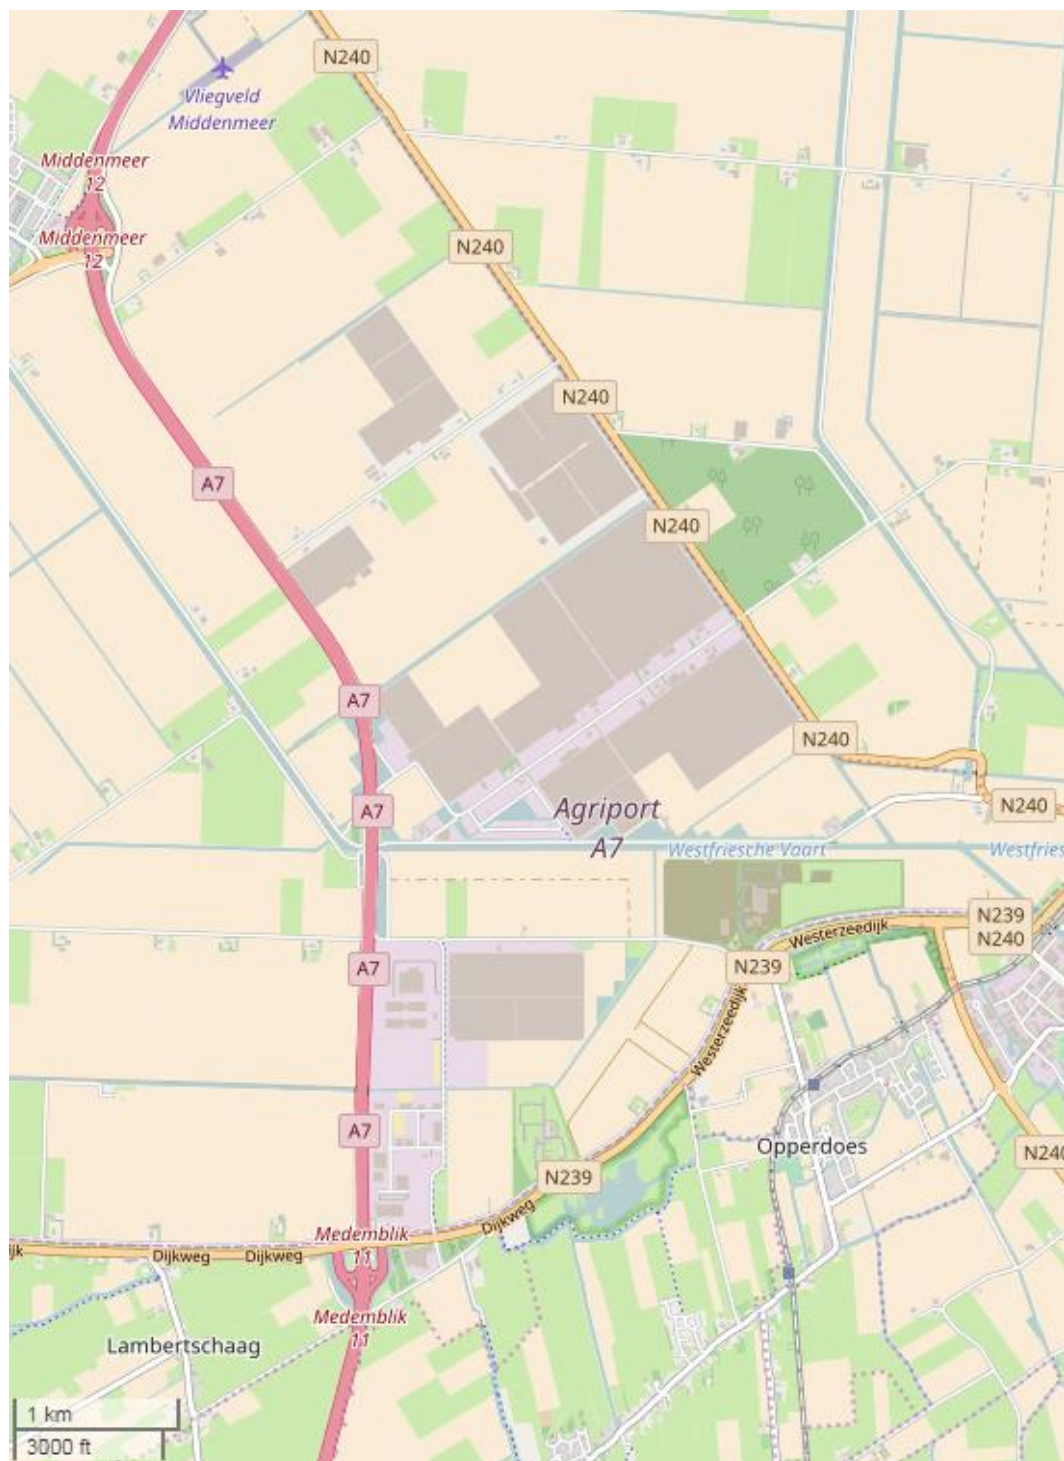 N240
Vliegveld
Middenmeer
Middenmeer
12
Middenmeer
12
N240
N240
A7
N240
A7
N240
Agriport
A7
A7
N240
Westfriesche Vaart
Westfries
N239
N240
Westerzeedijk
A7
N239
Westerzeedijk
A7
Opperdoes
N240
N239
Dijkweg
Medemblik
11
ijk
Dijkweg
Dijkweg
Medemblik
11
Lambertschaag
1 km
3000 ft